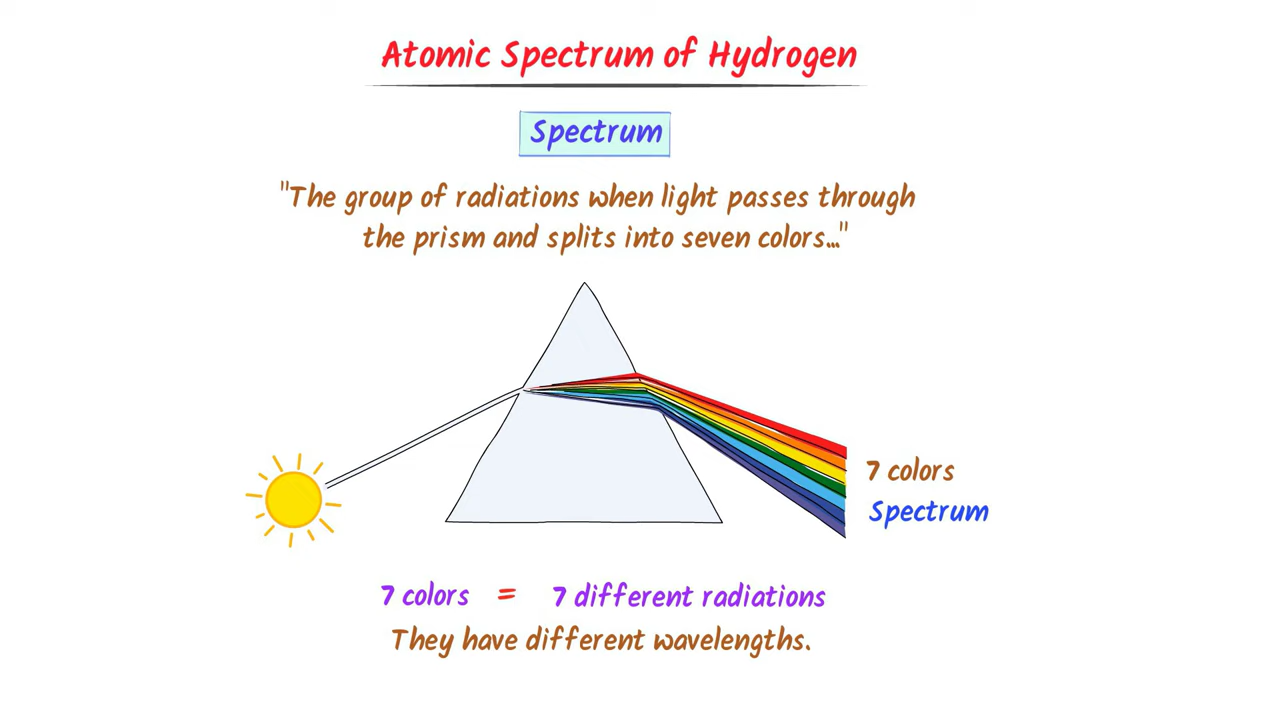 Atomic Spectrum of Hydrogen
Spectrum
"The group of radiations when light passes through
the prism and splits into seven colors..."
7 colors
Spectrum
7 colors = 7 different radiations
They have different wavelengths.